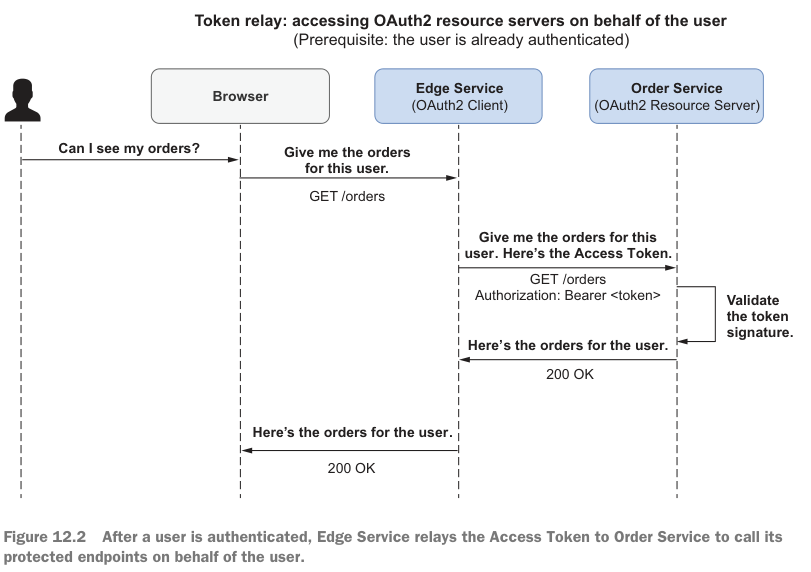 Token relay: accessing OAuth2 resource servers on behalf of the user
(Prerequisite: the user is already authenticated)
Browser
Edge Service
(OAuth2 Client)
Order Service
(OAuth2 Resource Server)
Can I see my orders?
Give me the orders
for this user.
GET /orders
Give me the orders for this
user. Here's the Access Token.
GET /orders
Authorization: Bearer <token>
Validate
the token
signature.
Here's the orders for the user.
200 OK
Here's the orders for the user.
200 OK
Figure 12.2 After a user is authenticated, Edge Service relays the Access Token to Order Service to call its
protected endpoints on behalf of the user.